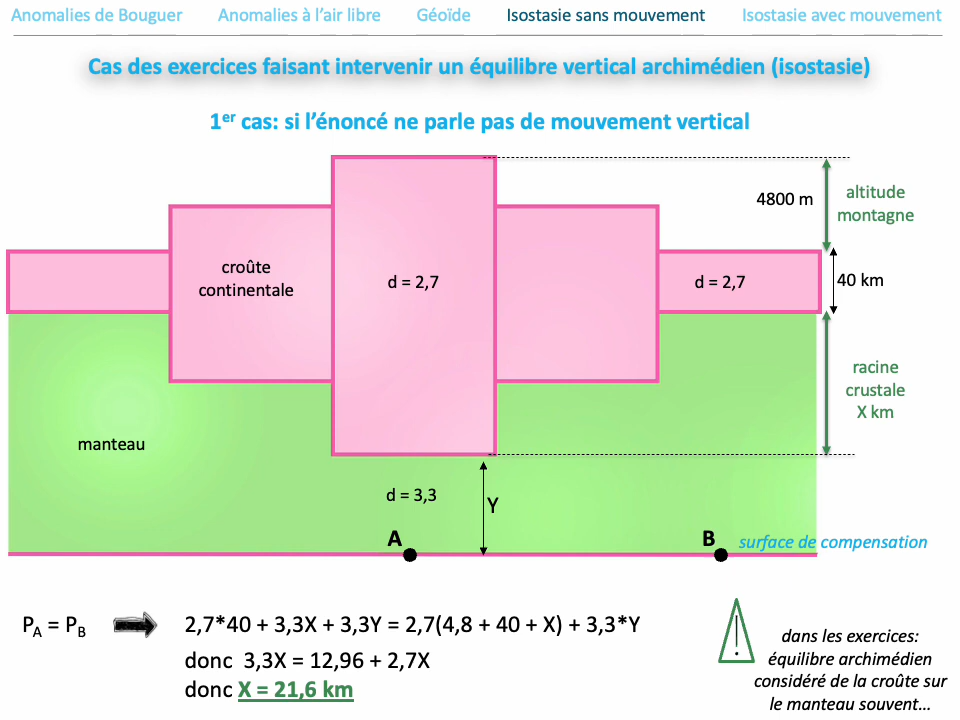 Anomalies de Bouguer Anomalies à l'air libre Géoïde Isostasie sans mouvement Isostasie avec mouvement
Cas des exercices faisant intervenir un équilibre vertical archimédien (isostasie)
1er cas: si l'énoncé ne parle pas de mouvement vertical
4800 m
altitude
montagne
croûte
continentale
d = 2,7
d = 2,7
40 km
racine
crustale
X km
manteau
d = 3,3
Y
A
B
surface de compensation
PA = PB
2,7*40 + 3,3X + 3,3Y = 2,7(4,8 + 40 + X) + 3,3*Y
donc 3,3X = 12,96 + 2,7X
donc X = 21,6 km
!
dans les exercices:
équilibre archimédien
considéré de la croûte sur
le manteau souvent...